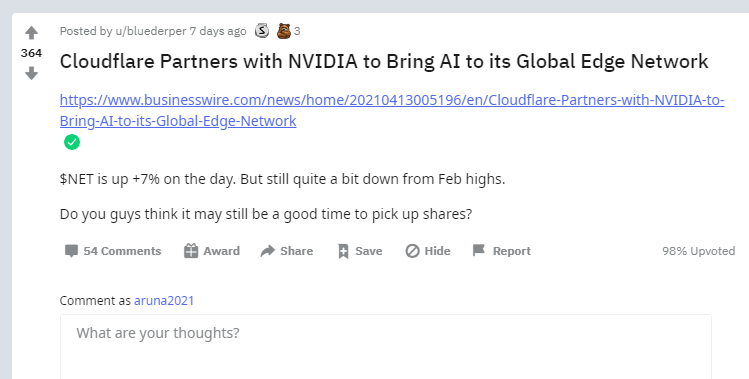 Posted by u/bluederper 7 days ago S 3
364
Cloudflare Partners with NVIDIA to Bring AI to its Global Edge Network
https://www.businesswire.com/news/home/20210413005196/en/Cloudflare-Partners-with-NVIDIA-to-
Bring-AI-to-its-Global-Edge-Network
$NET is up +7% on the day. But still quite a bit down from Feb highs.
Do you guys think it may still be a good time to pick up shares?
54 Comments Award Share Save Hide Report 98% Upvoted
Comment as aruna2021
What are your thoughts?